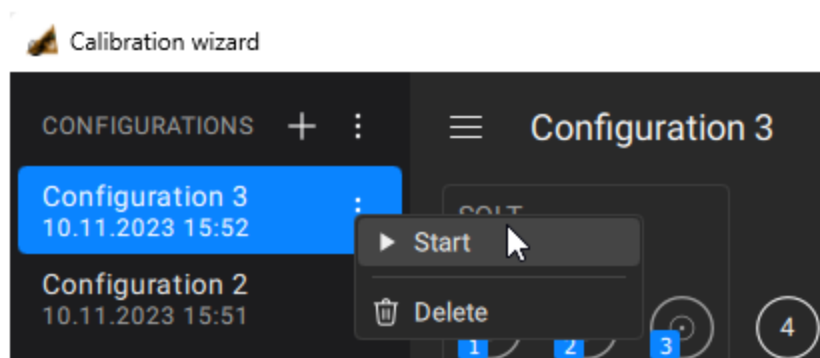 Calibration wizard
CONFIGURATIONS
Configuration 3
Configuration 3
10.11.2023 15:52
SOLT
Start
Configuration 2
10.11.2023 15:51
Delete
1 2 3 4